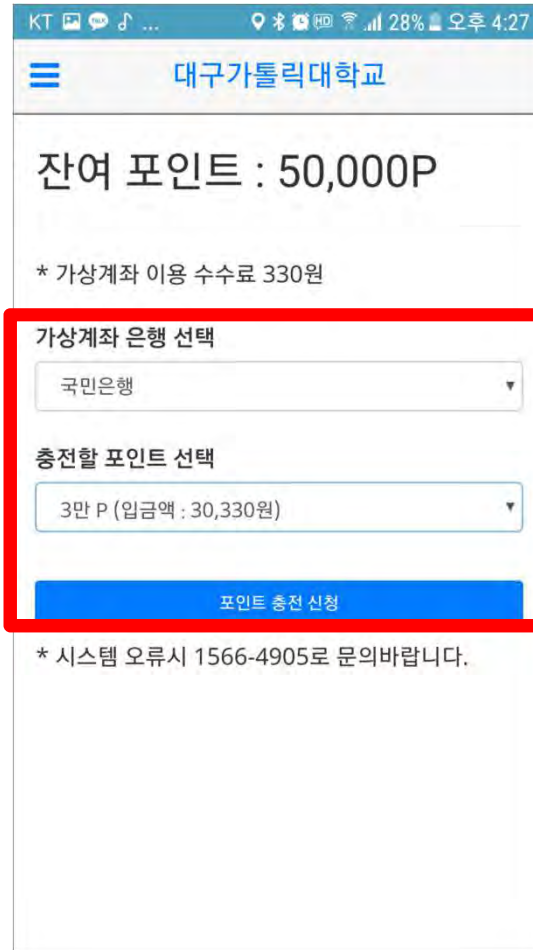 KT ... HD 28% 오후 4:27
대구가톨릭대학교
잔여 포인트 : 50,000P
* 가상계좌 이용 수수료 330원
가상계좌 은행 선택
국민은행
충전할 포인트 선택
3만 P (입금액 : 30,330원)
포인트 충전 신청
* 시스템 오류시 1566-4905로 문의바랍니다.